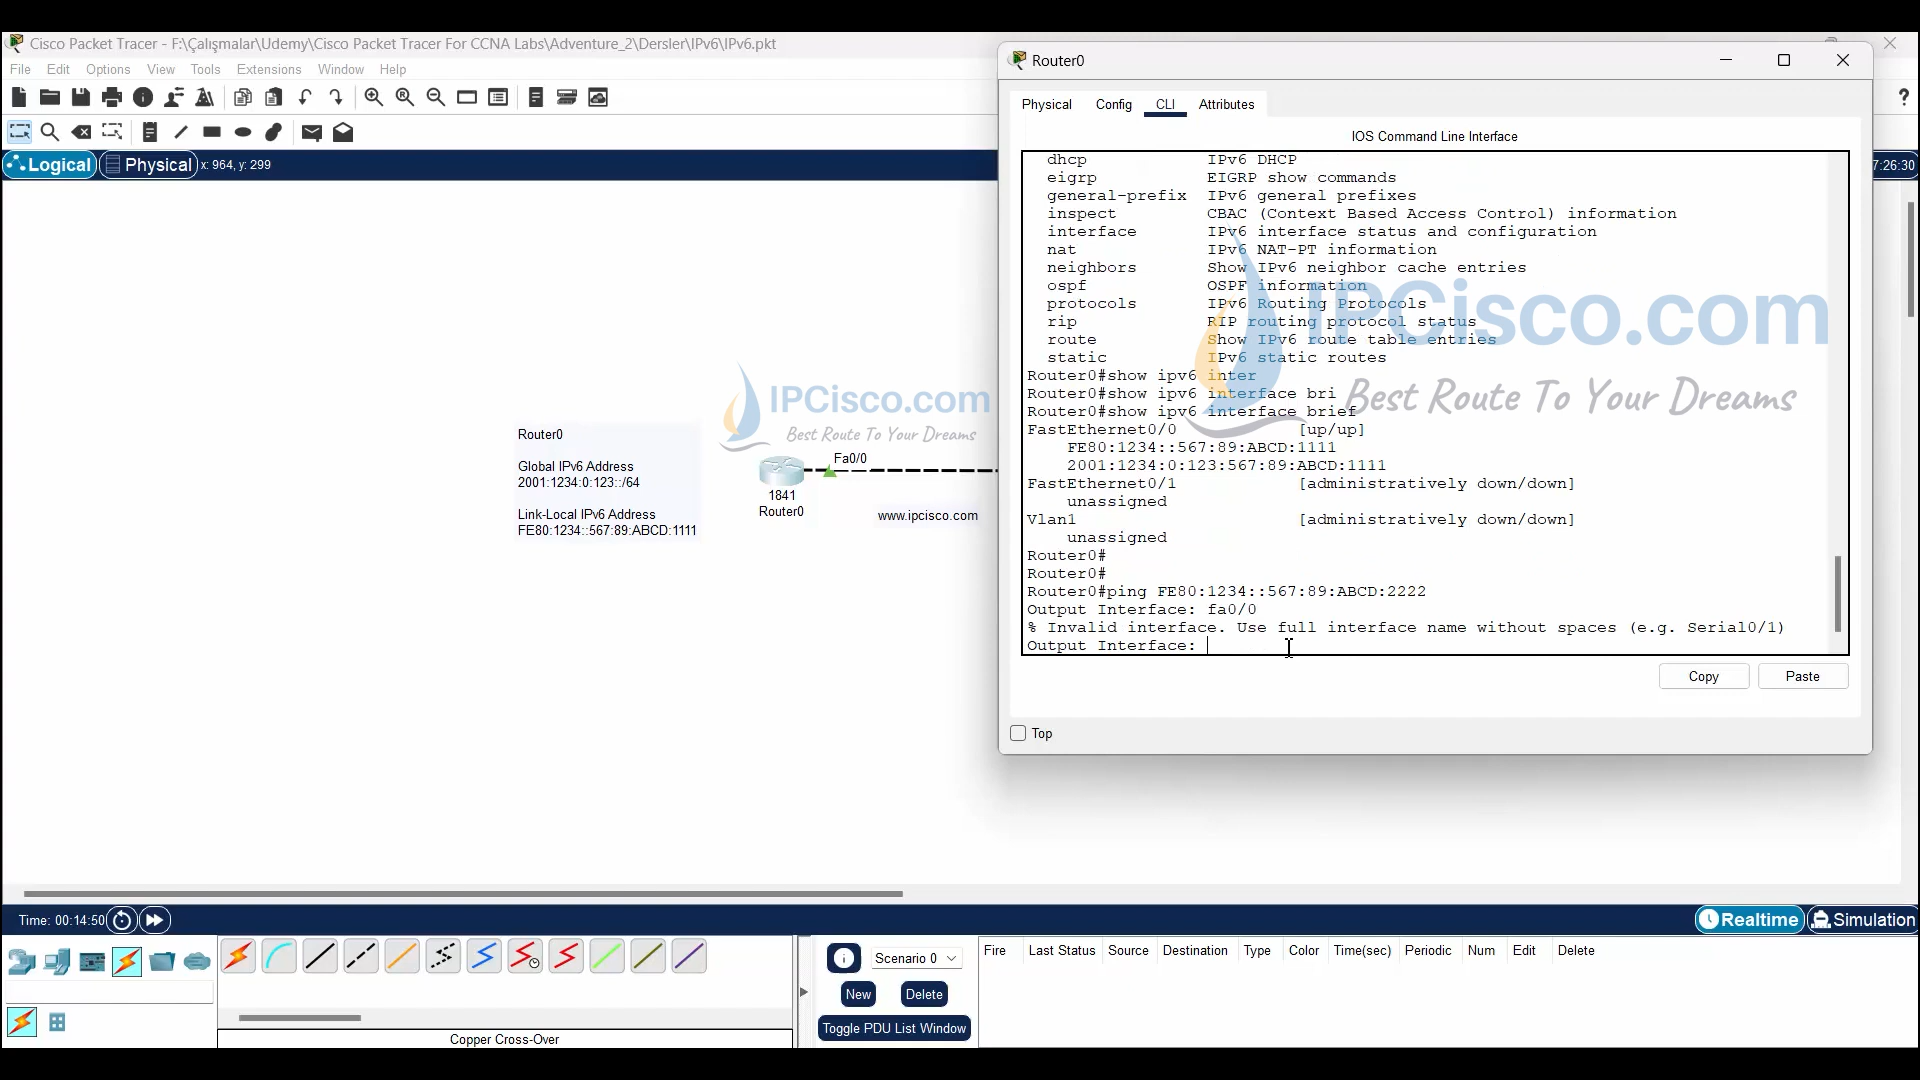 Cisco Packet Tracer - F:\Çalışmalar\Udemy\Cisco Packet Tracer For CCNA Labs\Adventure_2\Dersler\IPv6\IPv6.pkt
File Edit Options View Tools Extensions Window Help
Logical Physical x: 964, y: 299
7:26:30
Router0
Global IPv6 Address
2001:1234:0:123::/64
Link-Local IPv6 Address
FE80:1234::567:89:ABCD:1111
IPCisco.com
Best Route To Your Dreams
Fa0/0
1841
Router0
www.ipcisco.com
Router0
Physical Config CLI Attributes
IOS Command Line Interface
dhcp IPv6 DHCP
eigrp EIGRP show commands
general-prefix IPv6 general prefixes
inspect CBAC (Context Based Access Control) information
interface IPv6 interface status and configuration
nat IPv6 NAT-PT information
neighbors Show IPv6 neighbor cache entries
ospf OSPF information
protocols IPv6 Routing Protocols
rip RIP routing protocol status
route Show IPv6 route table entries
static IPv6 static routes
Router0#show ipv6 inter
Router0#show ipv6 interface bri
Router0#show ipv6 interface brief
FastEthernet0/0 [up/up]
FE80:1234::567:89:ABCD:1111
2001:1234:0:123:567:89:ABCD:1111
FastEthernet0/1 [administratively down/down]
unassigned
Vlan1 [administratively down/down]
unassigned
Router0#
Router0#
Router0#ping FE80:1234::567:89:ABCD:2222
Output Interface: fa0/0
% Invalid interface. Use full interface name without spaces (e.g. Serial0/1)
Output Interface:
IPCisco.com
Best Route To Your Dreams
Copy Paste
Top
Time: 00:14:50
Realtime Simulation
Scenario 0
New Delete
Toggle PDU List Window
Fire Last Status Source Destination Type Color Time(sec) Periodic Num Edit Delete
Copper Cross-Over